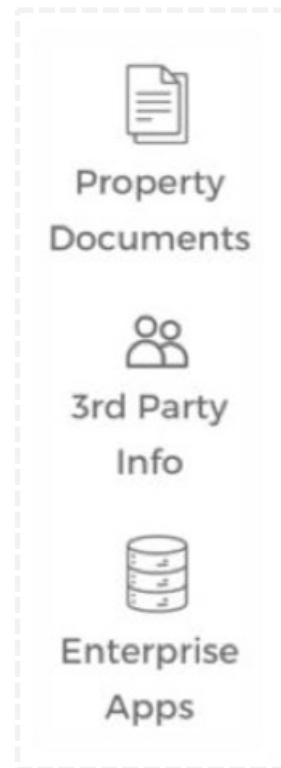 Property
Documents
3rd Party
Info
Enterprise
Apps